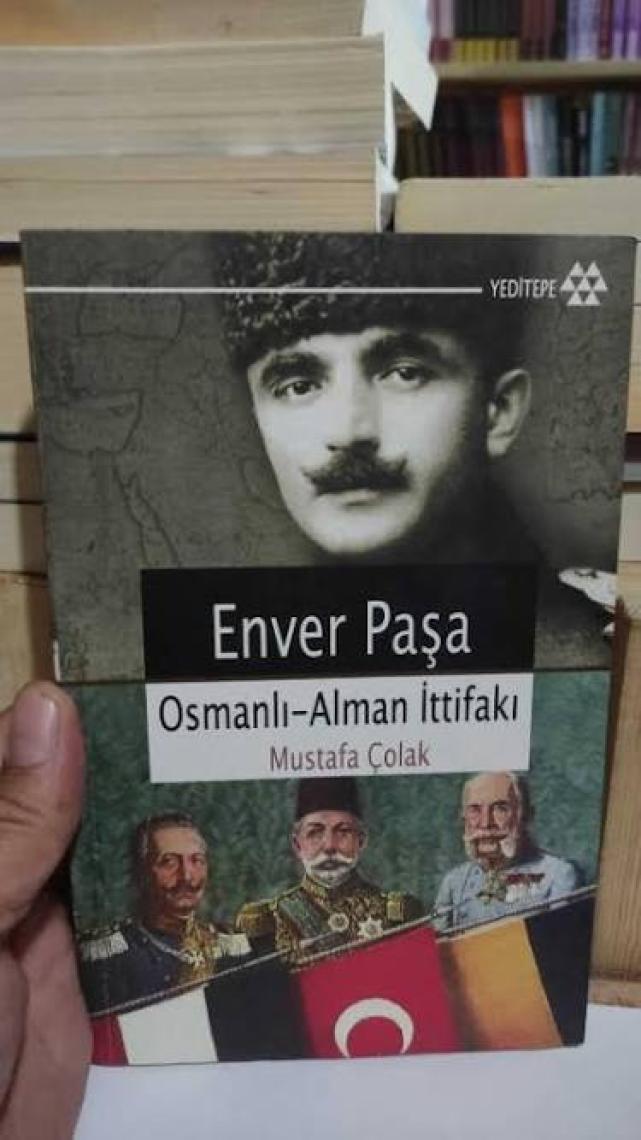 YEDİTEPE
Enver Paşa
Osmanlı-Alman İttifakı
Mustafa Çolak